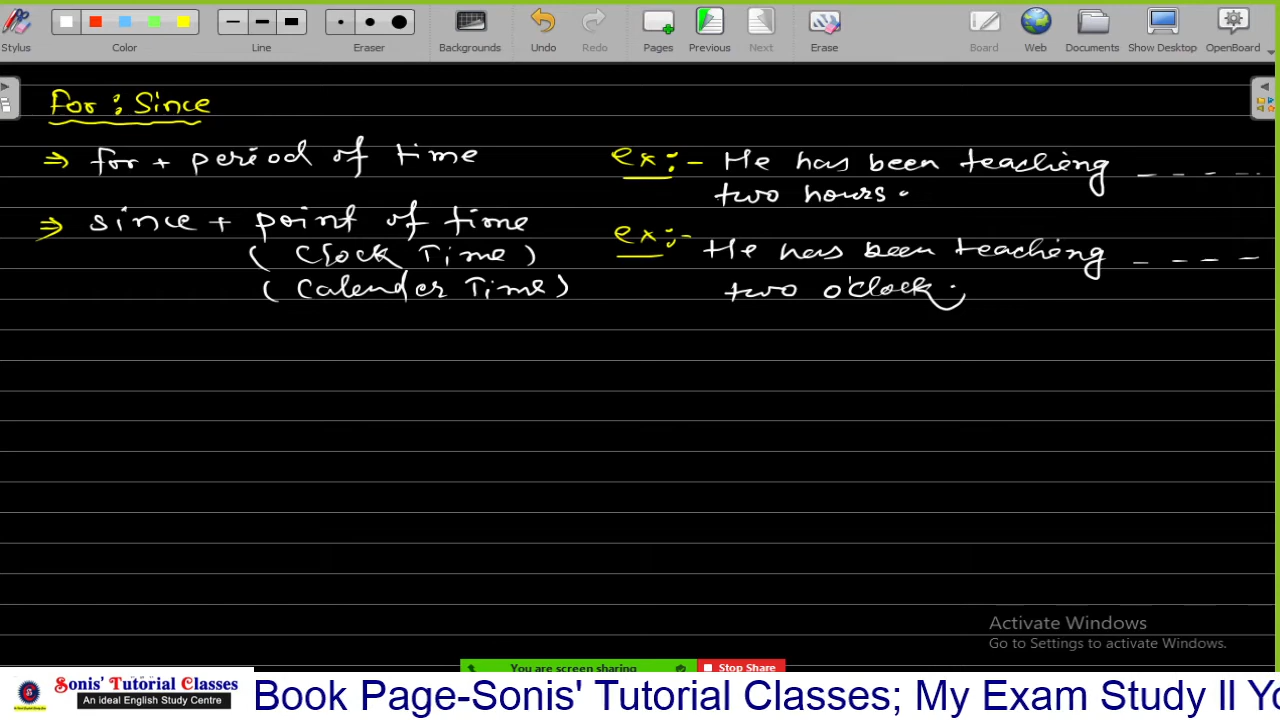 Stylus
Color
Line
Eraser
Backgrounds
Undo
Redo
Pages
Previous
Next
Erase
Board
Web
Documents
Show Desktop
OpenBoard
For : Since
⇒ for + period of time
⇒ since + point of time
( Clock Time )
( Calender Time )
ex:- He has been teaching _ _ _ _ _
two hours.
ex:- He has been teaching _ _ _ _
two o'clock.
Activate Windows
Go to Settings to activate Windows.
You are screen sharing
Stop Share
Sonis' Tutorial Classes
An ideal English Study Centre
Book Page-Sonis' Tutorial Classes; My Exam Study ll Yo